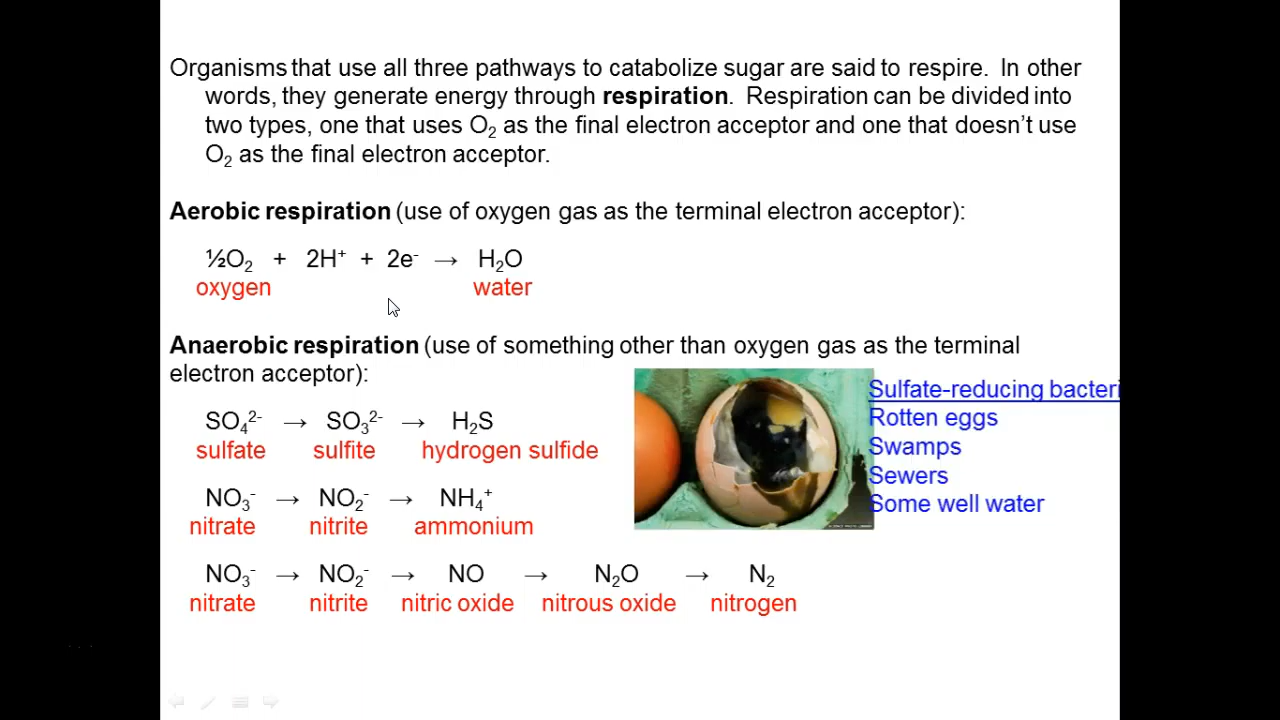 Organisms that use all three pathways to catabolize sugar are said to respire. In other
words, they generate energy through respiration. Respiration can be divided into
two types, one that uses O₂ as the final electron acceptor and one that doesn’t use
O₂ as the final electron acceptor.
Aerobic respiration (use of oxygen gas as the terminal electron acceptor):
½O₂ + 2H⁺ + 2e⁻ → H₂O
oxygen water
Anaerobic respiration (use of something other than oxygen gas as the terminal
electron acceptor):
SO₄²⁻ → SO₃²⁻ → H₂S
sulfate sulfite hydrogen sulfide
NO₃⁻ → NO₂⁻ → NH₄⁺
nitrate nitrite ammonium
NO₃⁻ → NO₂⁻ → NO → N₂O → N₂
nitrate nitrite nitric oxide nitrous oxide nitrogen
Sulfate-reducing bacteri
Rotten eggs
Swamps
Sewers
Some well water